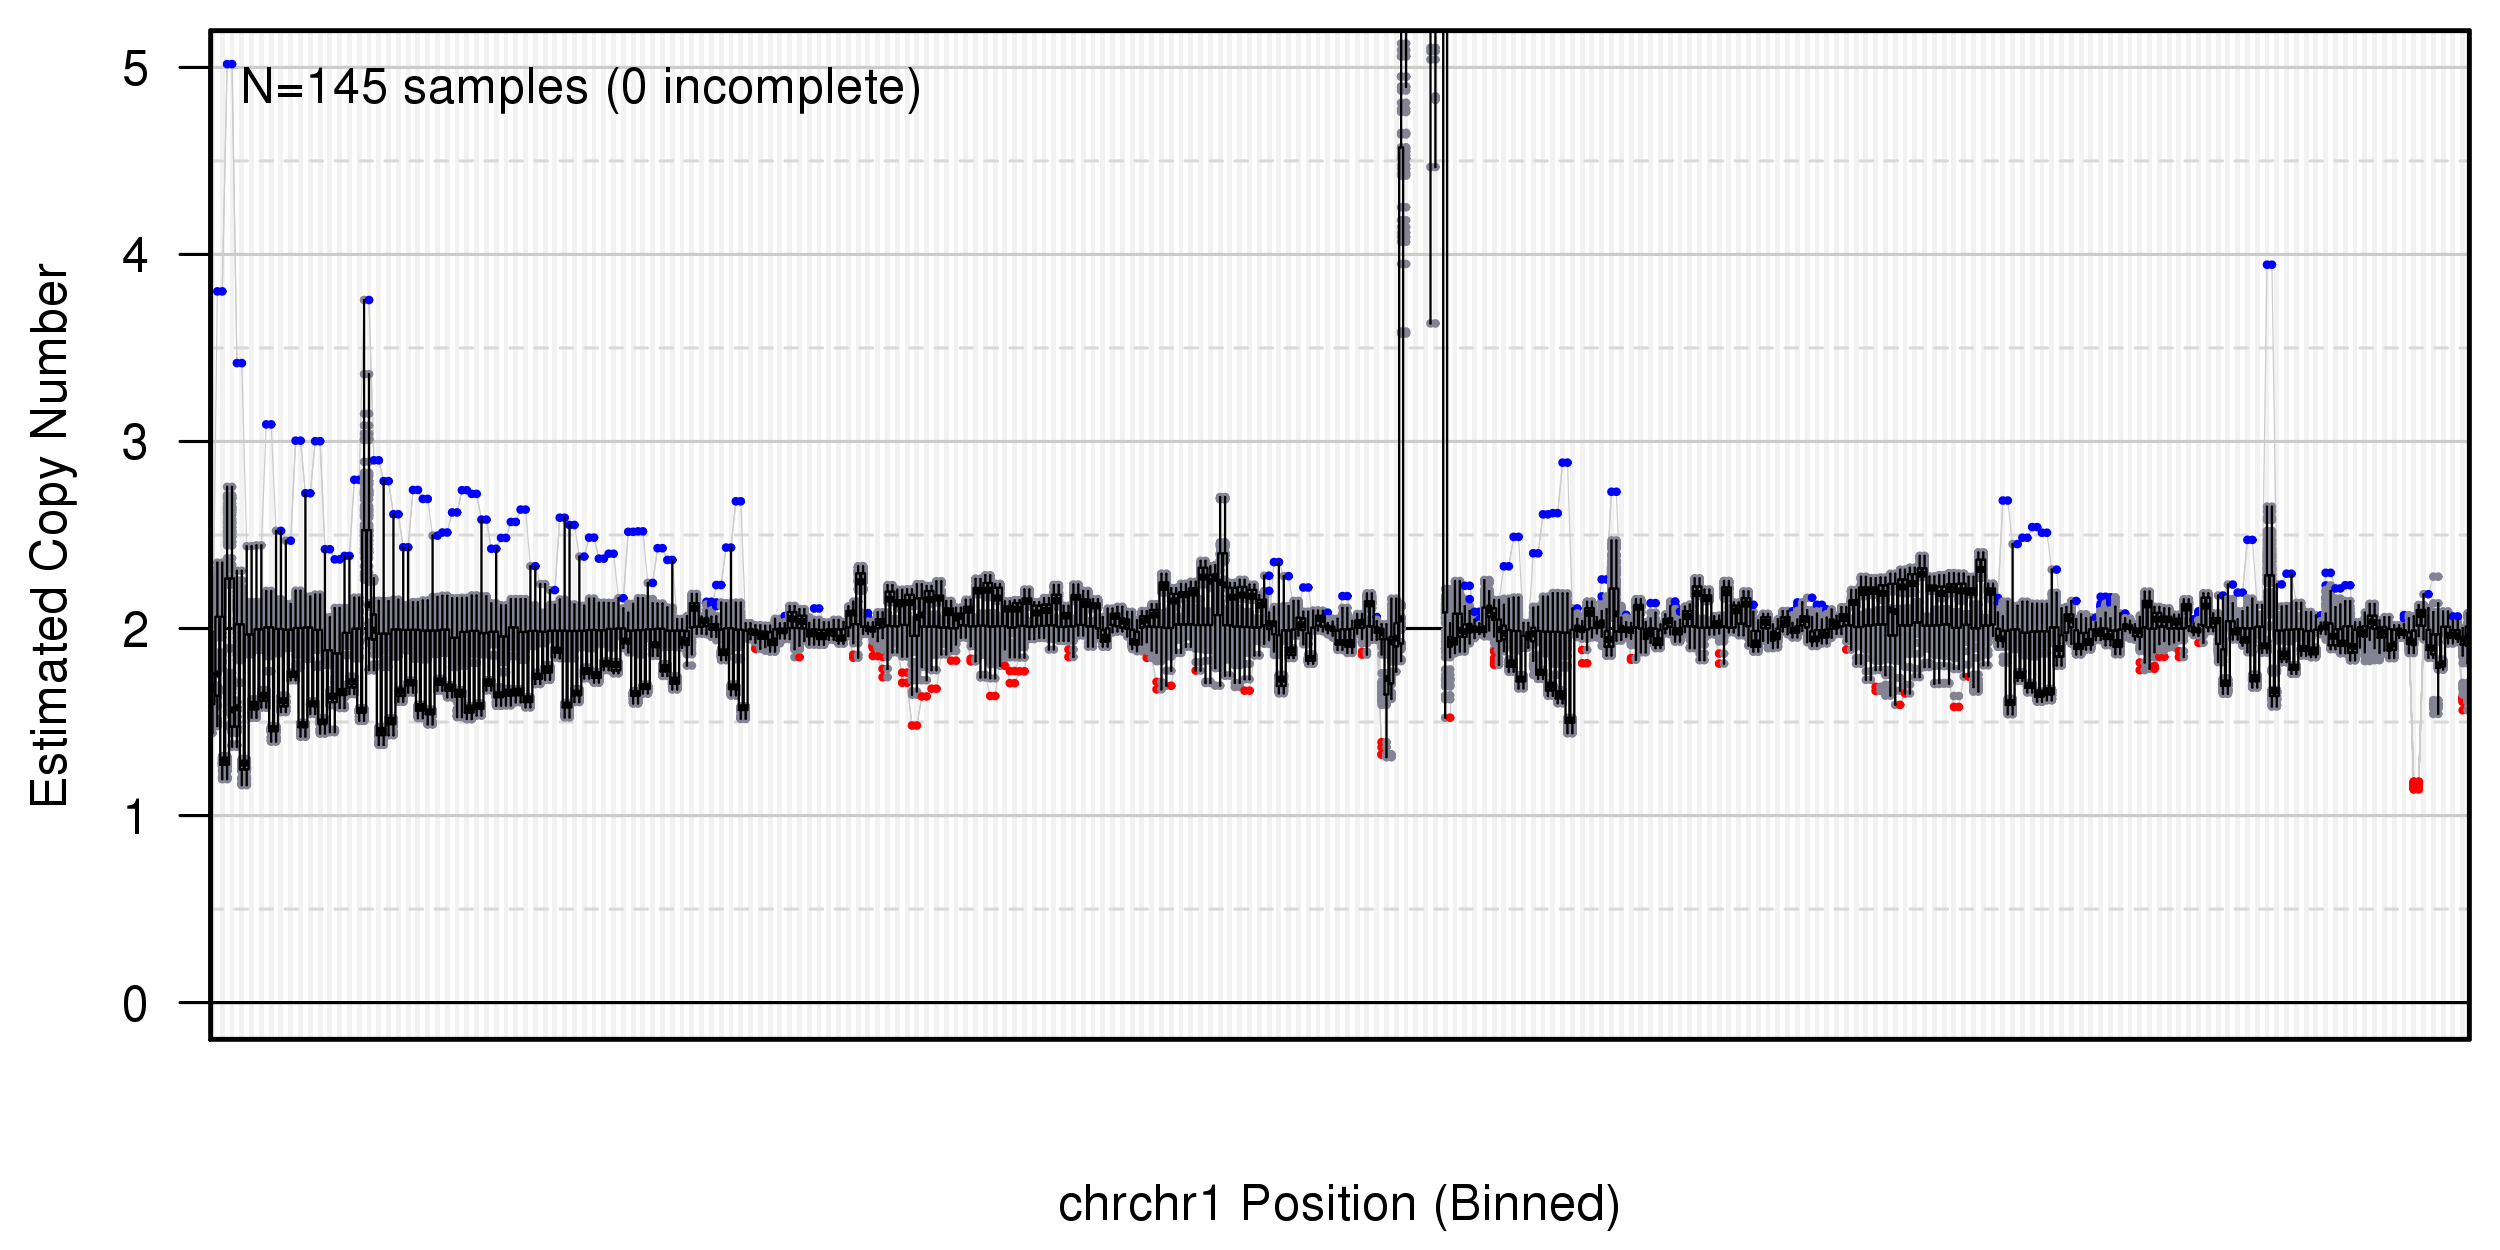 5
N=145 samples (0 incomplete)
4
3
2
1
0
Estimated Copy Number
chrchr1 Position (Binned)